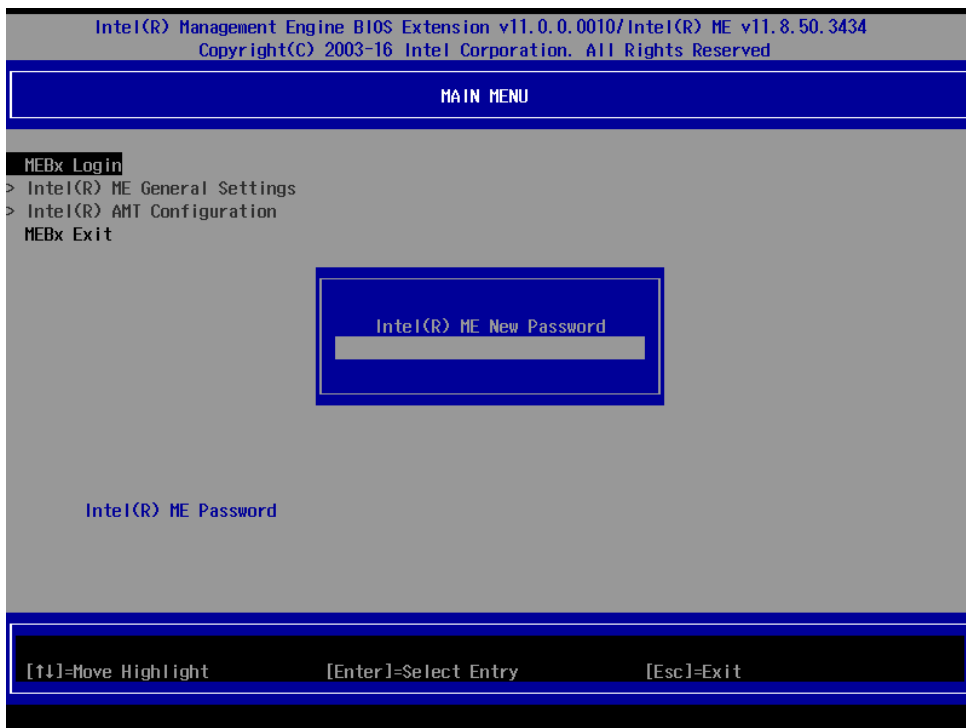 Intel(R) Management Engine BIOS Extension v11.0.0.0010/Intel(R) ME v11.8.50.3434
Copyright(C) 2003-16 Intel Corporation. All Rights Reserved
MAIN MENU
MEBx Login
> Intel(R) ME General Settings
> Intel(R) AMT Configuration
MEBx Exit
Intel(R) ME New Password
Intel(R) ME Password
[↑↓]=Move Highlight [Enter]=Select Entry [Esc]=Exit